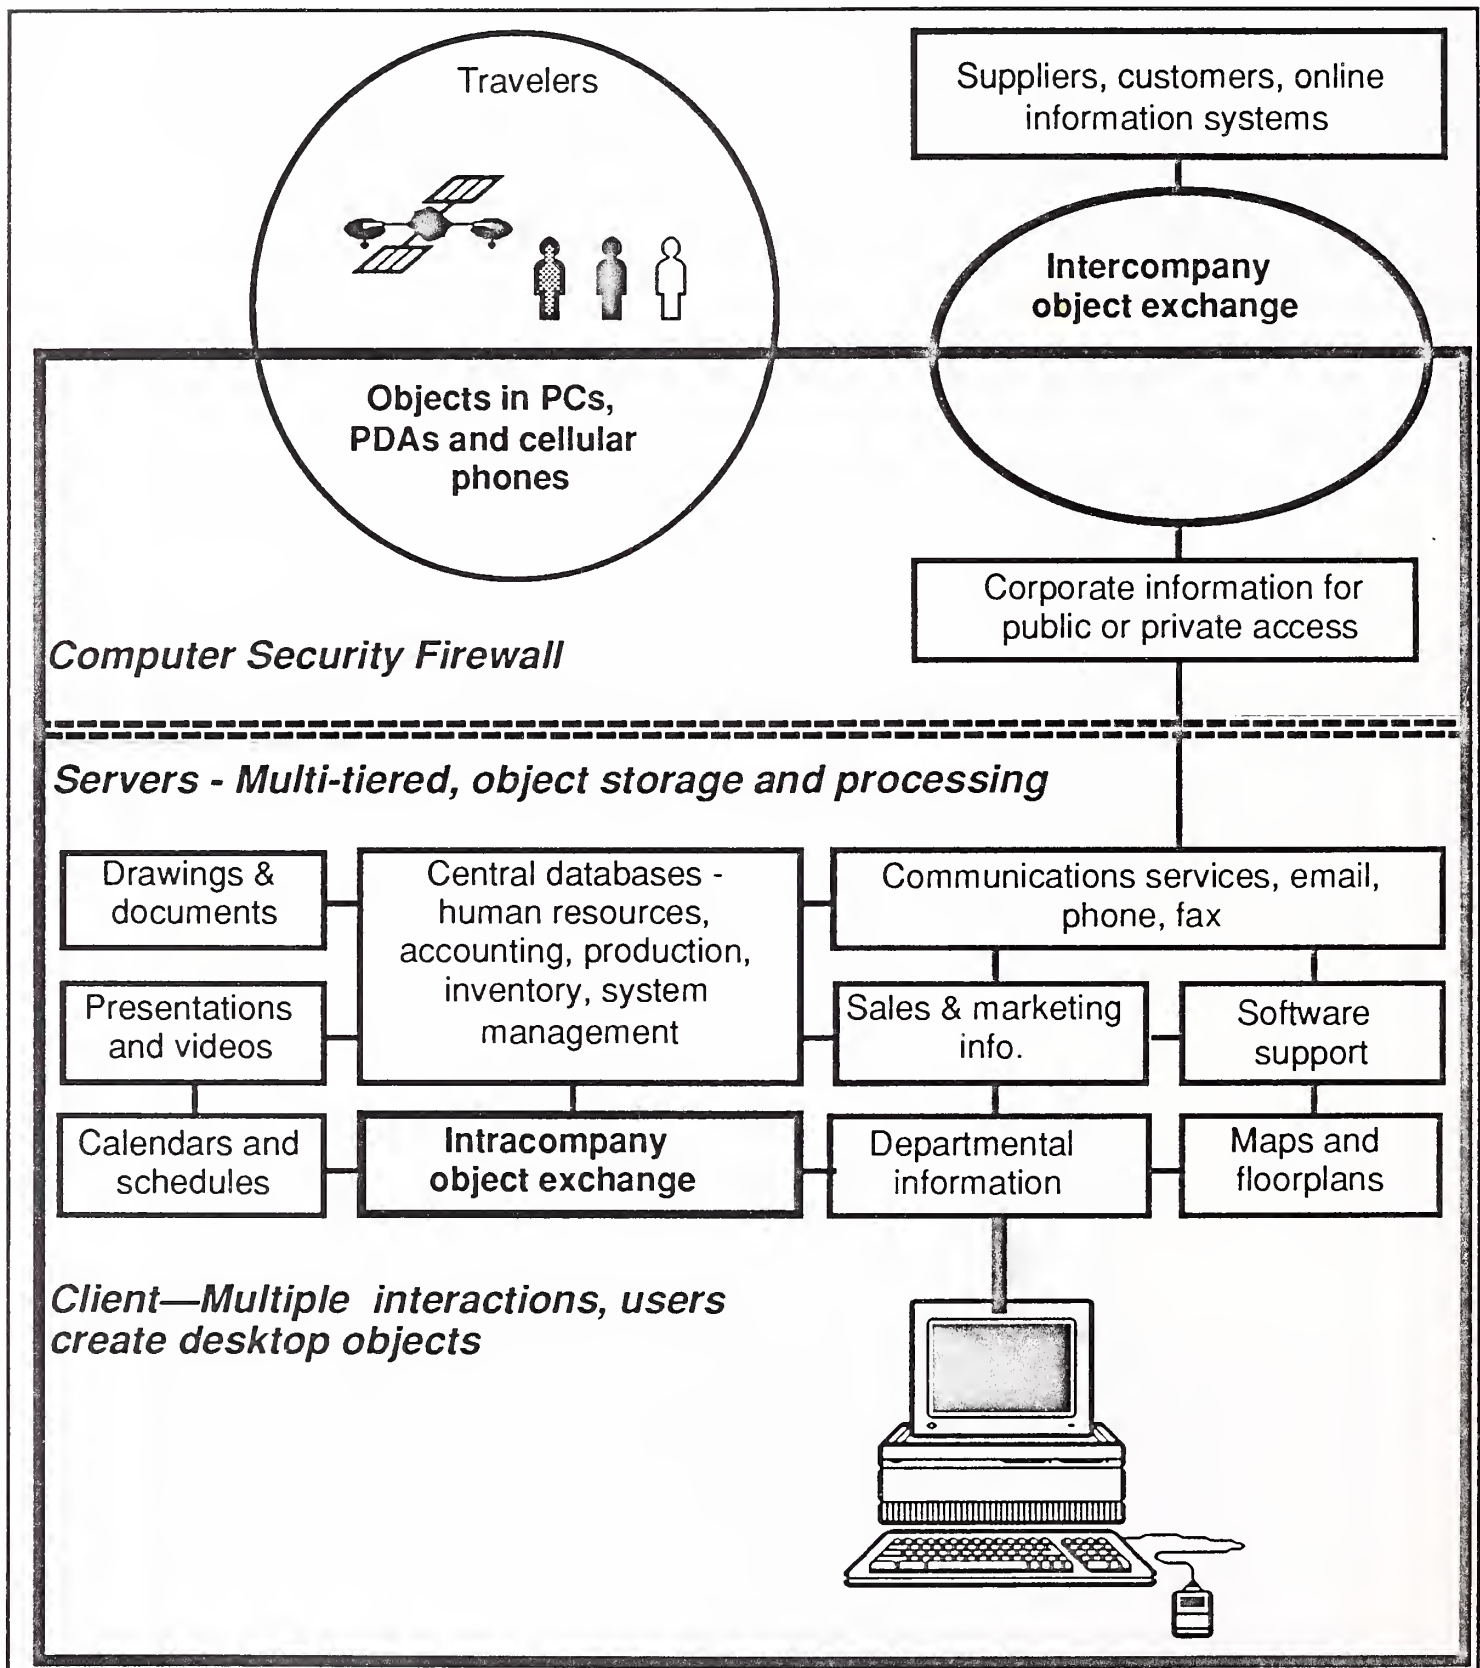 Travelers
Suppliers, customers, online
information systems
Intercompany
object exchange
Objects in PCs,
PDAs and cellular
phones
Corporate information for
public or private access
Computer Security Firewall
Servers - Multi-tiered, object storage and processing
Drawings &
documents
Central databases -
human resources,
accounting, production,
inventory, system
management
Communications services, email,
phone, fax
Presentations
and videos
Sales & marketing
info.
Software
support
Calendars and
schedules
Intracompany
object exchange
Departmental
information
Maps and
floorplans
Client—Multiple interactions, users
create desktop objects